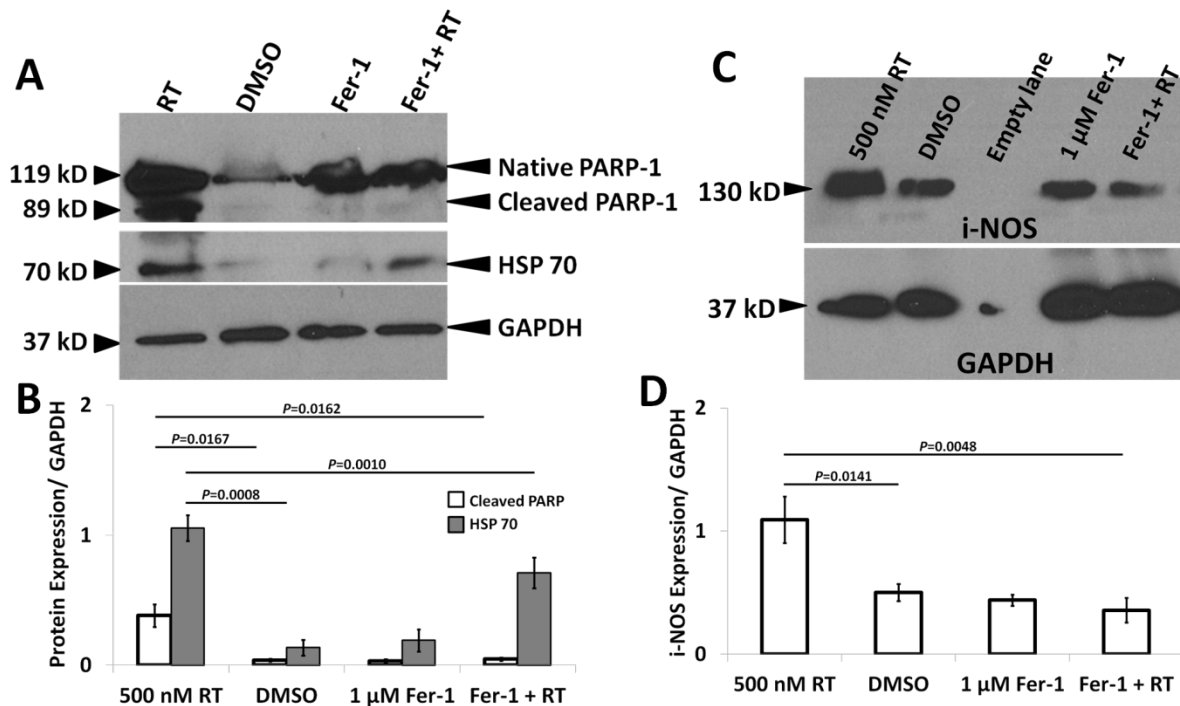 A
RT
DMSO
Fer-1
Fer-1+ RT
119 kD
Native PARP-1
89 kD
Cleaved PARP-1
70 kD
HSP 70
37 kD
GAPDH
B
Protein Expression/ GAPDH
2
1
0
P=0.0162
P=0.0167
P=0.0010
P=0.0008
Cleaved PARP
HSP 70
500 nM RT
DMSO
1 µM Fer-1
Fer-1 + RT
C
500 nM RT
DMSO
Empty lane
1 µM Fer-1
Fer-1+ RT
130 kD
i-NOS
37 kD
GAPDH
D
i-NOS Expression/ GAPDH
2
1
0
P=0.0048
P=0.0141
500 nM RT
DMSO
1 µM Fer-1
Fer-1 + RT